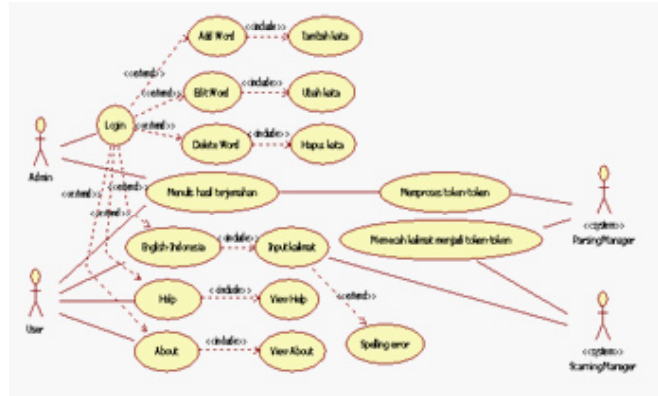 Add Word
<<include>>
Tambah kata
<<extend>>
Edit Word
<<include>>
Ubah kata
Login
<<extend>>
Delete Word
<<include>>
Hapus kata
Admin
<<extend>>
<<extend>>
<<extend>>
Menulis hasil terjemahan
Memproses token-token
Memecah kalimat menjadi token-token
<<system>>
ParsingManager
English-Indonesia
<<include>>
Input kalimat
<<extend>>
User
Help
<<include>>
View Help
About
<<include>>
View About
Spelling error
<<system>>
ScanningManager